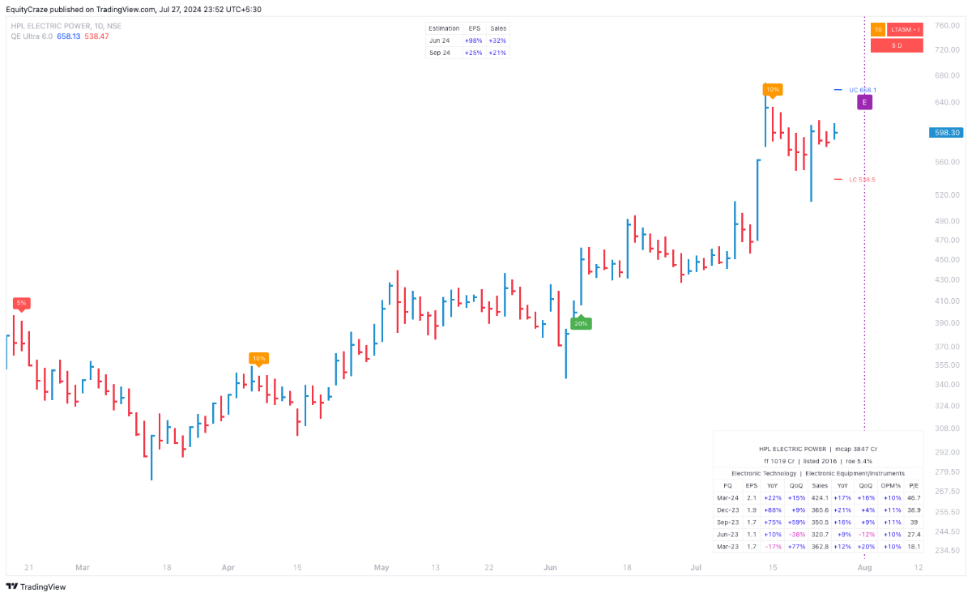 EquityCraze published on TradingView.com, Jul 27, 2024 23:52 UTC+5:30
HPL ELECTRIC POWER, 1D, NSE
QE Ultra 6.0 658.13 538.47
Estimation EPS Sales
Jun 24 +98% +32%
Sep 24 +25% +21%
LTASM - I
5 D
760.00
720.00
680.00
640.00
598.30
560.00
520.00
490.00
470.00
450.00
430.00
410.00
390.00
370.00
355.00
340.00
324.00
308.00
292.00
279.50
267.50
255.50
244.50
234.50
10%
UC 658.1
E
LC 538.5
5%
20%
10%
HPL ELECTRIC POWER | mcap 3847 Cr
ff 1019 Cr | listed 2016 | roe 5.4%
Electronic Technology | Electronic Equipment/Instruments
FQ EPS YoY QoQ Sales YoY QoQ OPM% P/E
Mar-24 2.1 +22% +15% 424.1 +17% +16% +10% 46.7
Dec-23 1.9 +88% +9% 365.6 +21% +4% +11% 38.9
Sep-23 1.7 +75% +59% 350.5 +16% +9% +11% 39
Jun-23 1.1 +10% -38% 320.7 +9% -12% +10% 27.4
Mar-23 1.7 -17% +77% 362.8 +12% +20% +10% 18.1
21 Mar 18 Apr 15 May 13 22 Jun 18 Jul 15 Aug 12
TradingView